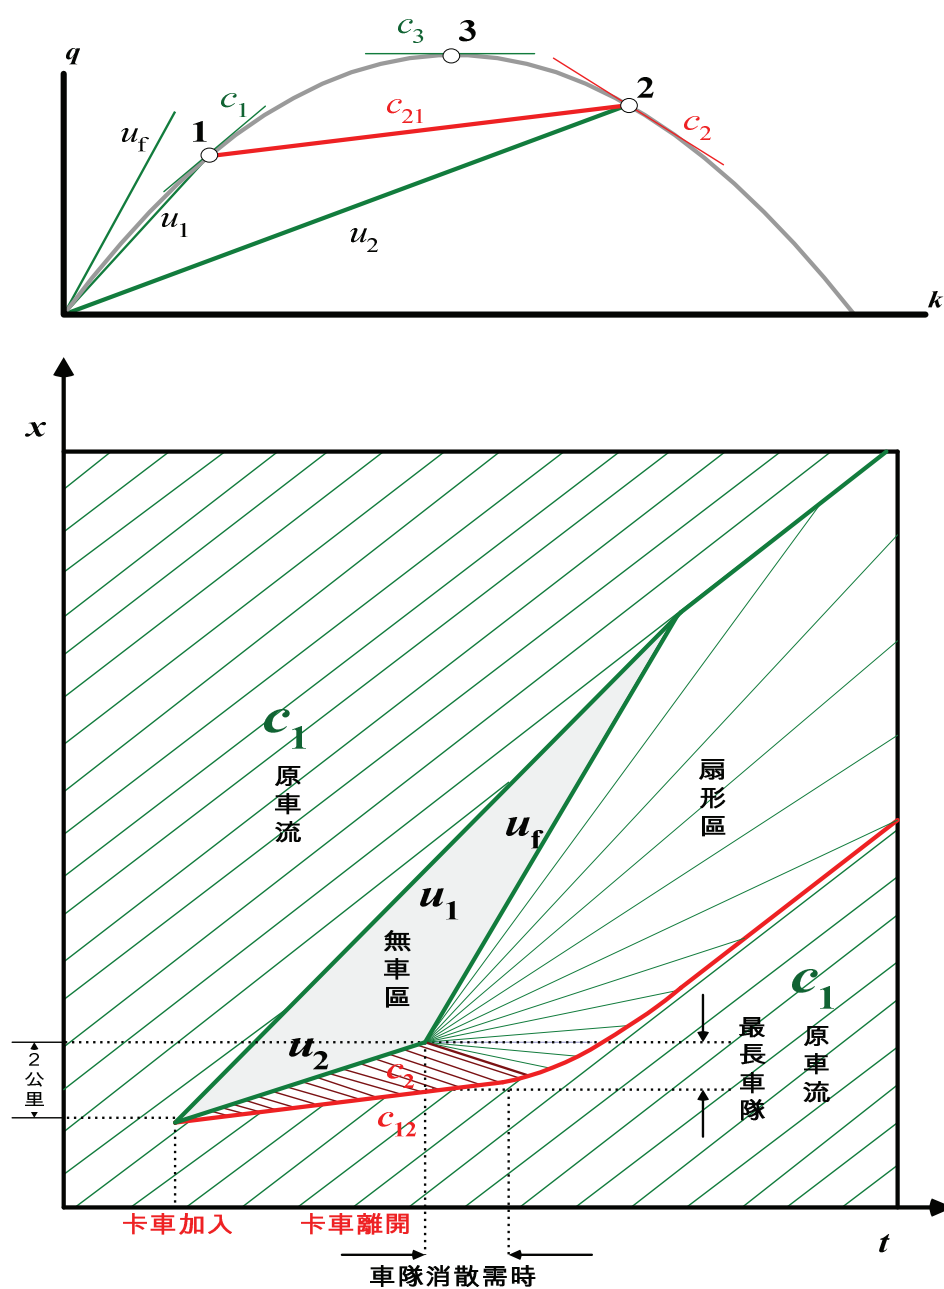 q
c3
3
c1
1
uf
c21
2
c2
u1
u2
k
x
c1
原車流
扇形區
uf
u1
無車區
c1
原車流
最長車隊
u2
2公里
c2
c12
卡車加入
卡車離開
t
車隊消散需時